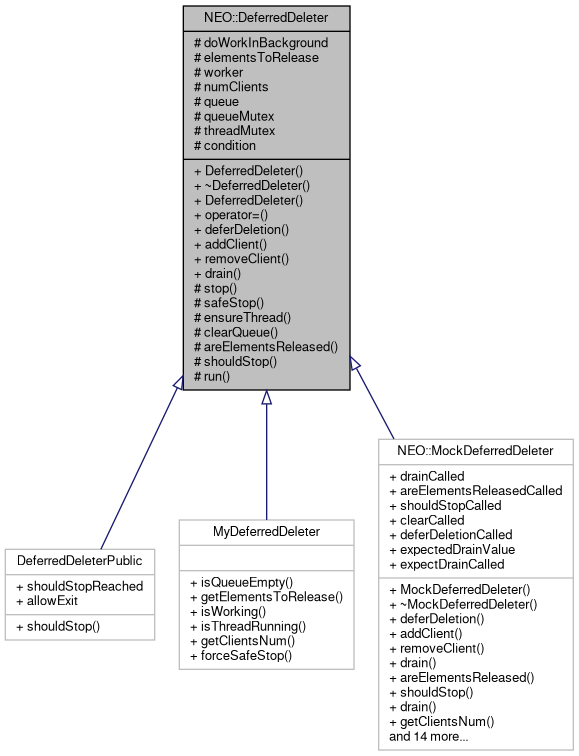 NEO::DeferredDeleter
# doWorkInBackground
# elementsToRelease
# worker
# numClients
# queue
# queueMutex
# threadMutex
# condition
+ DeferredDeleter()
+ ~DeferredDeleter()
+ DeferredDeleter()
+ operator=()
+ deferDeletion()
+ addClient()
+ removeClient()
+ drain()
# stop()
# safeStop()
# ensureThread()
# clearQueue()
# areElementsReleased()
# shouldStop()
# run()
DeferredDeleterPublic
+ shouldStopReached
+ allowExit
+ shouldStop()
MyDeferredDeleter
+ isQueueEmpty()
+ getElementsToRelease()
+ isWorking()
+ isThreadRunning()
+ getClientsNum()
+ forceSafeStop()
NEO::MockDeferredDeleter
+ drainCalled
+ areElementsReleasedCalled
+ shouldStopCalled
+ clearCalled
+ deferDeletionCalled
+ expectedDrainValue
+ expectDrainCalled
+ MockDeferredDeleter()
+ ~MockDeferredDeleter()
+ deferDeletion()
+ addClient()
+ removeClient()
+ drain()
+ areElementsReleased()
+ shouldStop()
+ drain()
+ getClientsNum()
and 14 more...